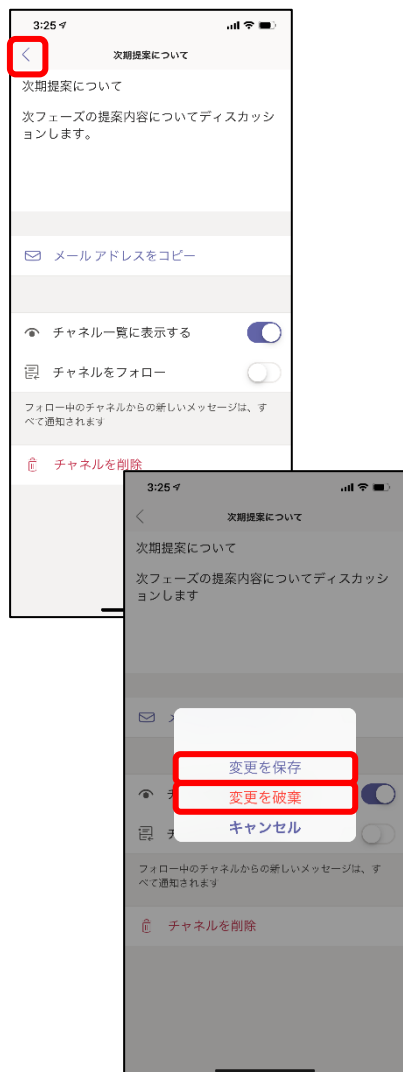 3:25
次期提案について
次期提案について
次フェーズの提案内容についてディスカッシ
ョンします。
メール アドレスをコピー
チャネル一覧に表示する
チャネルをフォロー
フォロー中のチャネルからの新しいメッセージは、す
べて通知されます
チャネルを削除
3:25
次期提案について
次期提案について
次フェーズの提案内容についてディスカッシ
ョンします
変更を保存
変更を破棄
キャンセル
フォロー中のチャネルからの新しいメッセージは、す
べて通知されます
チャネルを削除